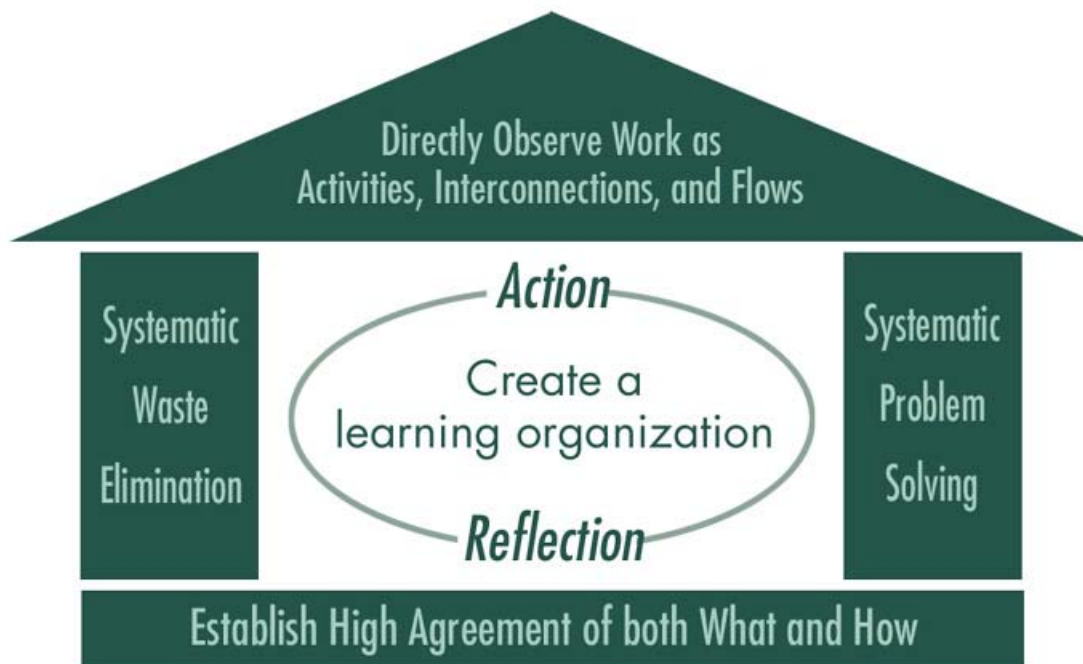 Directly Observe Work as
Activities, Interconnections, and Flows
Systematic
Waste
Elimination
Action
Create a
learning organization
Reflection
Systematic
Problem
Solving
Establish High Agreement of both What and How